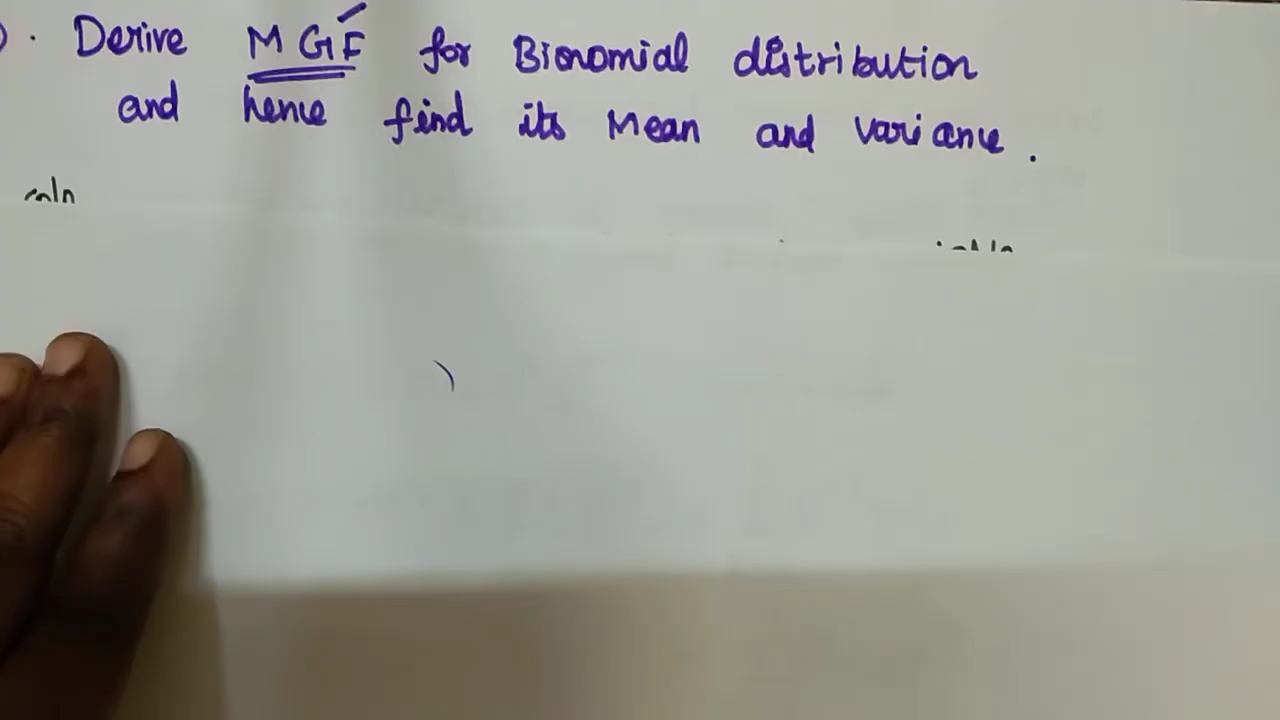 . Derive MGF for Binomial distribution
and hence find its Mean and variance.